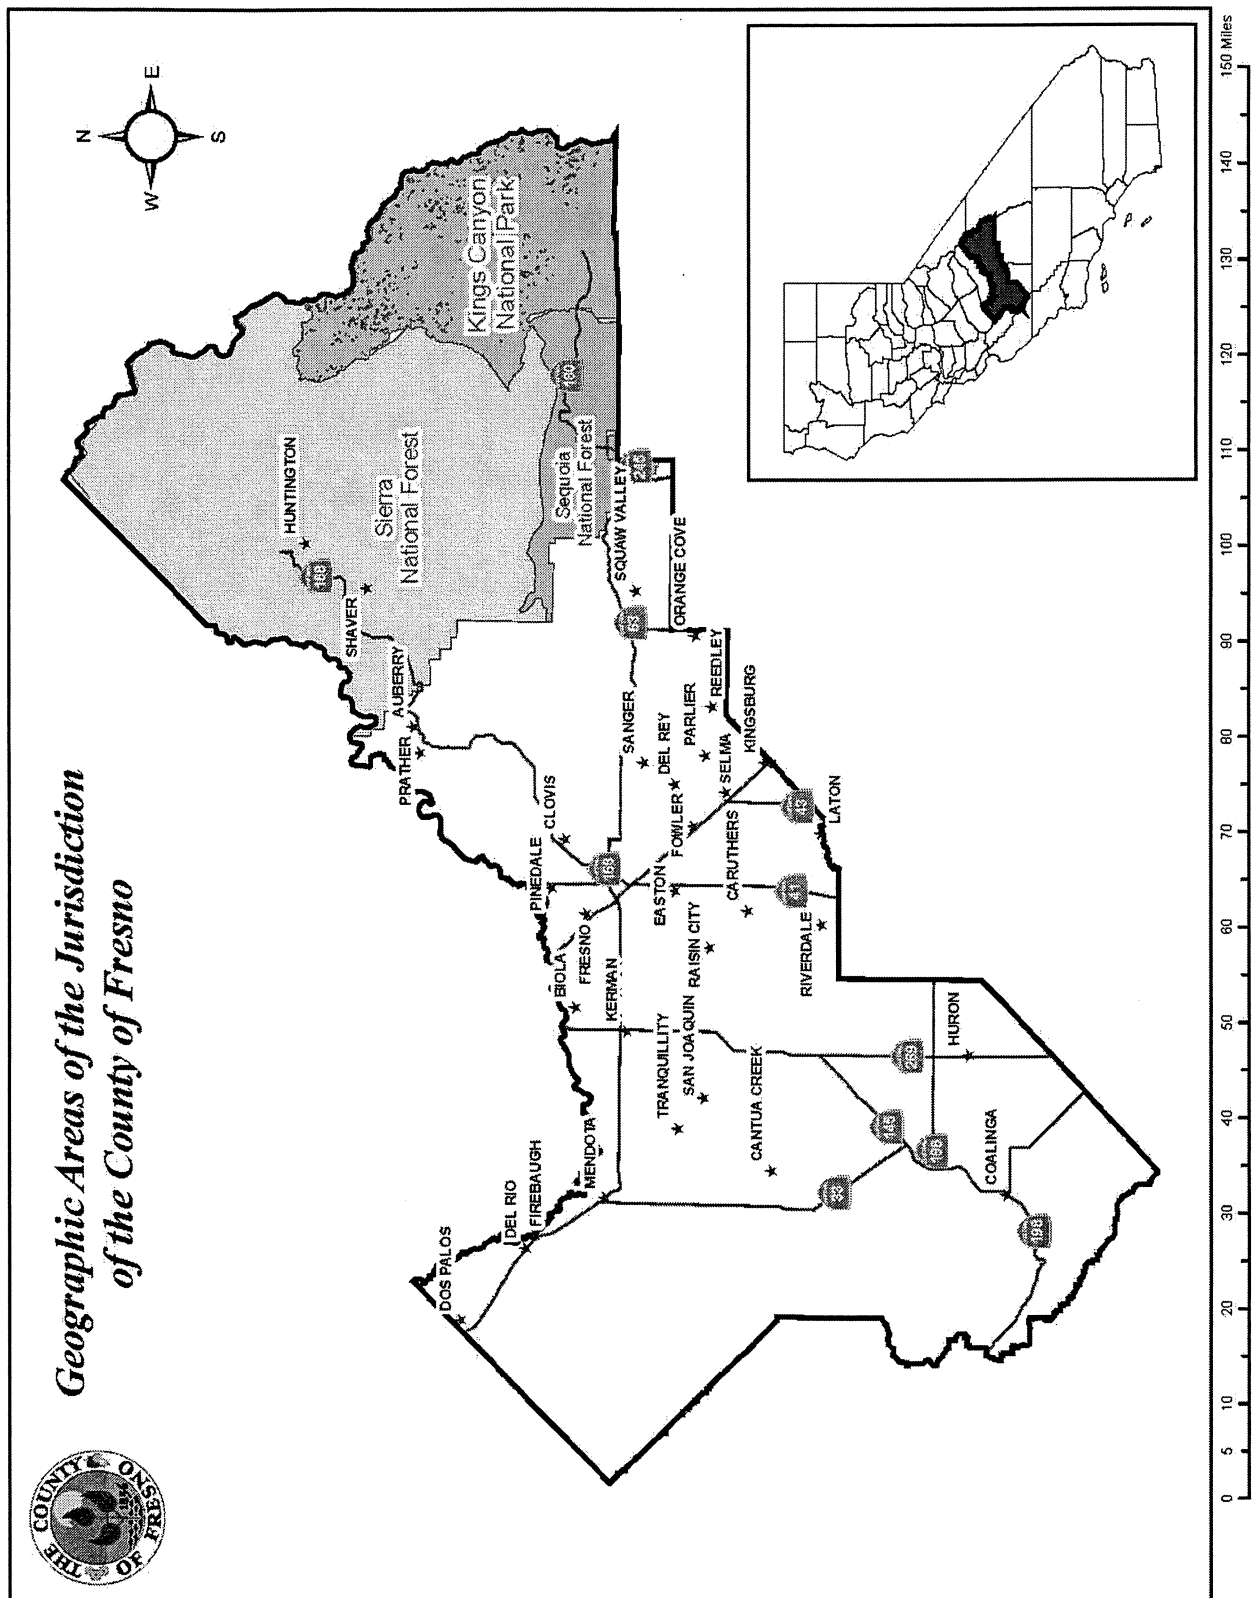 Geographic Areas of the Jurisdiction
of the County of Fresno
THE COUNTY
OF FRESNO
1856
N
W
E
S
DOS PALOS
DEL RIO
FIREBAUGH
MENDOTA
BIOLA
FRESNO
KERMAN
PINEDALE
CLOVIS
PRATHER
AUBERRY
SHAVER
HUNTINGTON
168
Sierra
National Forest
Kings Canyon
National Park
180
Sequoia
National Forest
SQUAW VALLEY
245
63
ORANGE COVE
SANGER
DEL REY
PARLIER
REEDLEY
FOWLER
SELMA
KINGSBURG
EASTON
CARUTHERS
43
LATON
41
RAISIN CITY
RIVERDALE
TRANQUILLITY
SAN JOAQUIN
CANTUA CREEK
269
HURON
145
198
33
COALINGA
198
0
5
10
20
30
40
50
60
70
80
90
100
110
120
130
140
150 Miles